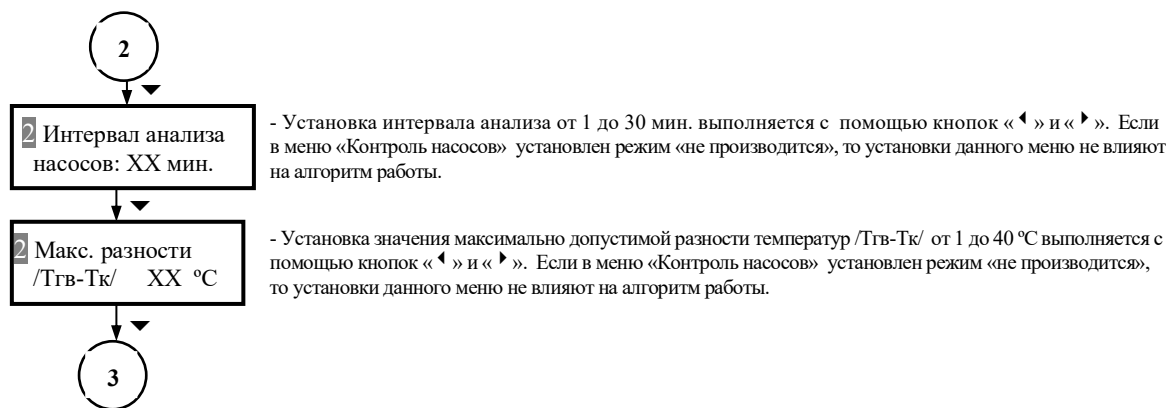 2
2 Интервал анализа
насосов: XX мин.
- Установка интервала анализа от 1 до 30 мин. выполняется с помощью кнопок «◄» и «►». Если
в меню «Контроль насосов» установлен режим «не производится», то установки данного меню не влияют
на алгоритм работы.
2 Макс. разности
/Тгв-Тк/ XX ºС
- Установка значения максимально допустимой разности температур /Тгв-Тк/ от 1 до 40 ºС выполняется с
помощью кнопок «◄» и «►». Если в меню «Контроль насосов» установлен режим «не производится»,
то установки данного меню не влияют на алгоритм работы.
3